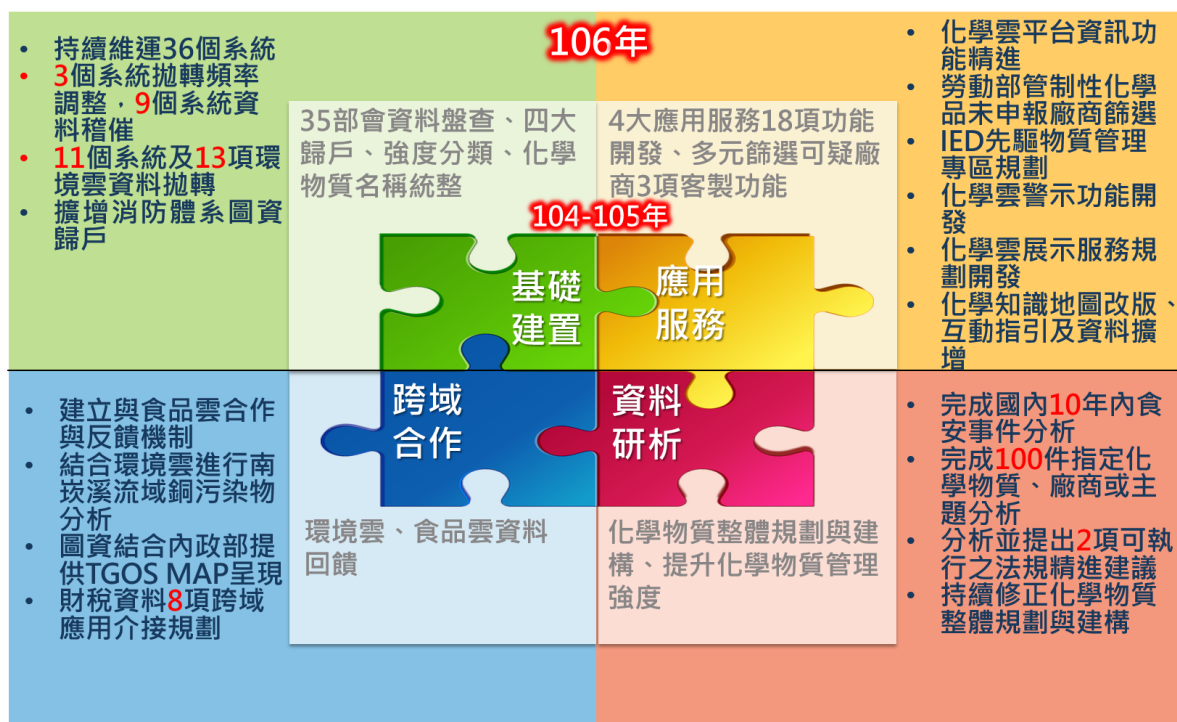 106年
• 持續維運36個系統
• 3個系統拋轉頻率
調整，9個系統資
料稽催
• 11個系統及13項環
境雲資料拋轉
• 擴增消防體系圖資
歸戶
35部會資料盤查、四大
歸戶、強度分類、化學
物質名稱統整
4大應用服務18項功能
開發、多元篩選可疑廠
商3項客製功能
• 化學雲平台資訊功
能精進
• 勞動部管制性化學
品未申報廠商篩選
• IED先驅物質管理
專區規劃
• 化學雲警示功能開
發
• 化學雲展示服務規
劃開發
• 化學知識地圖改版、
互動指引及資料擴
增
104-105年
基礎
建置
應用
服務
跨域
合作
資料
研析
• 建立與食品雲合作
與反饋機制
• 結合環境雲進行南
崁溪流域銅污染物
分析
• 圖資結合內政部提
供TGOS MAP呈現
• 財稅資料8項跨域
應用介接規劃
環境雲、食品雲資料
回饋
化學物質整體規劃與建
構、提升化學物質管理
強度
• 完成國內10年內食
安事件分析
• 完成100件指定化
學物質、廠商或主
題分析
• 分析並提出2項可執
行之法規精進建議
• 持續修正化學物質
整體規劃與建構